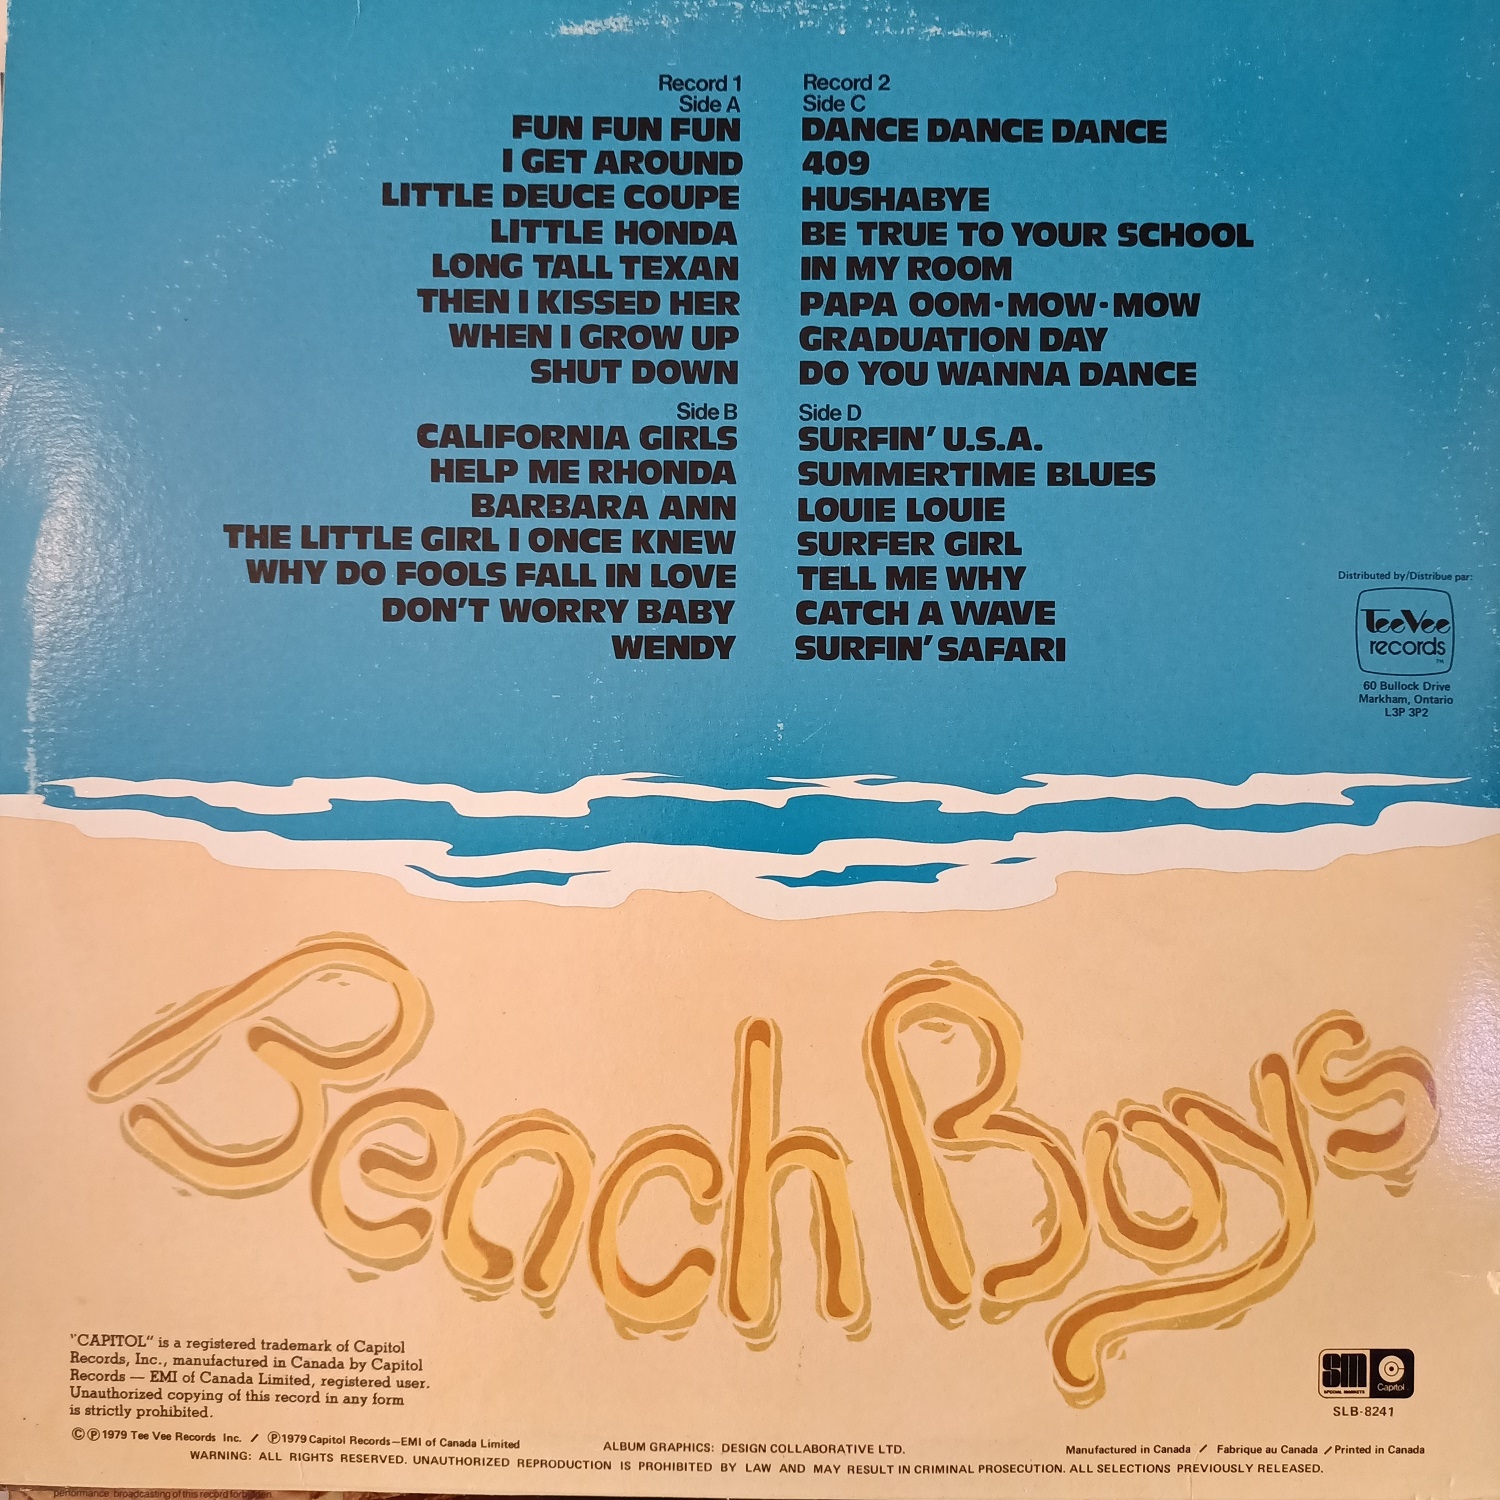 Record 1
Side A
FUN FUN FUN
I GET AROUND
LITTLE DEUCE COUPE
LITTLE HONDA
LONG TALL TEXAN
THEN I KISSED HER
WHEN I GROW UP
SHUT DOWN
Side B
CALIFORNIA GIRLS
HELP ME RHONDA
BARBARA ANN
THE LITTLE GIRL I ONCE KNEW
WHY DO FOOLS FALL IN LOVE
DON'T WORRY BABY
WENDY
Record 2
Side C
DANCE DANCE DANCE
409
HUSHABYE
BE TRUE TO YOUR SCHOOL
IN MY ROOM
PAPA OOM-MOW-MOW
GRADUATION DAY
DO YOU WANNA DANCE
Side D
SURFIN' U.S.A.
SUMMERTIME BLUES
LOUIE LOUIE
SURFER GIRL
TELL ME WHY
CATCH A WAVE
SURFIN' SAFARI
Distributed by/Distribue par:
TeeVee
records
TM
60 Bullock Drive
Markham, Ontario
L3P 3P2
Beach Boys
"CAPITOL" is a registered trademark of Capitol
Records, Inc., manufactured in Canada by Capitol
Records — EMI of Canada Limited, registered user.
Unauthorized copying of this record in any form
is strictly prohibited.
sm
SPECIAL MARKETS
Capitol
SLB-8241
©℗1979 Tee Vee Records Inc. / ℗1979 Capitol Records—EMI of Canada Limited
ALBUM GRAPHICS: DESIGN COLLABORATIVE LTD.
Manufactured in Canada / Fabrique au Canada / Printed in Canada
WARNING: ALL RIGHTS RESERVED. UNAUTHORIZED REPRODUCTION IS PROHIBITED BY LAW AND MAY RESULT IN CRIMINAL PROSECUTION. ALL SELECTIONS PREVIOUSLY RELEASED.
performance, broadcasting of this record forbidden.